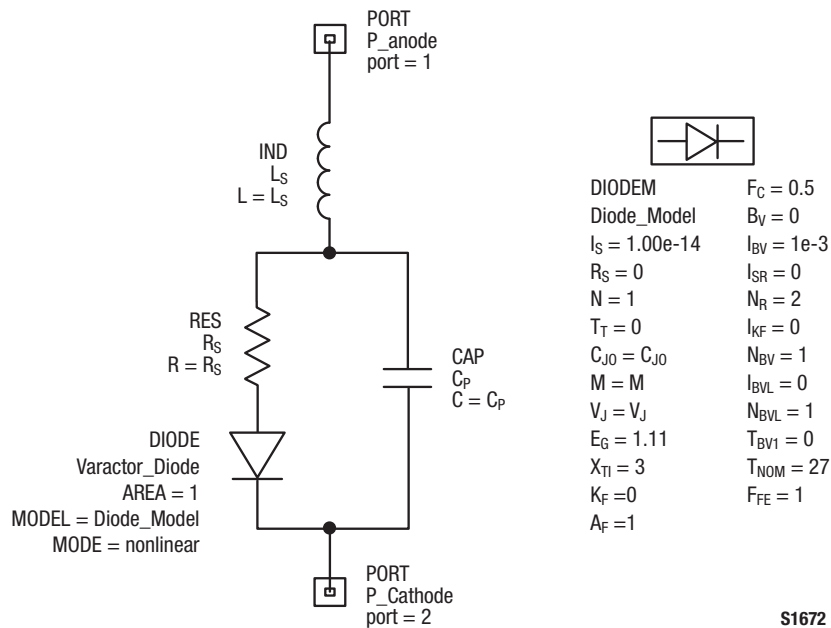 PORT
P_anode
port = 1
IND
LS
L = LS
RES
RS
R = RS
CAP
CP
C = CP
DIODE
Varactor_Diode
AREA = 1
MODEL = Diode_Model
MODE = nonlinear
PORT
P_Cathode
port = 2
DIODEM
Diode_Model
IS = 1.00e-14
RS = 0
N = 1
TT = 0
CJO = CJO
M = M
VJ = VJ
EG = 1.11
XTI = 3
KF =0
AF =1
FC = 0.5
BV = 0
IBV = 1e-3
ISR = 0
NR = 2
IKF = 0
NBV = 1
IBVL = 0
NBVL = 1
TBV1 = 0
TNOM = 27
FFE = 1
S1672